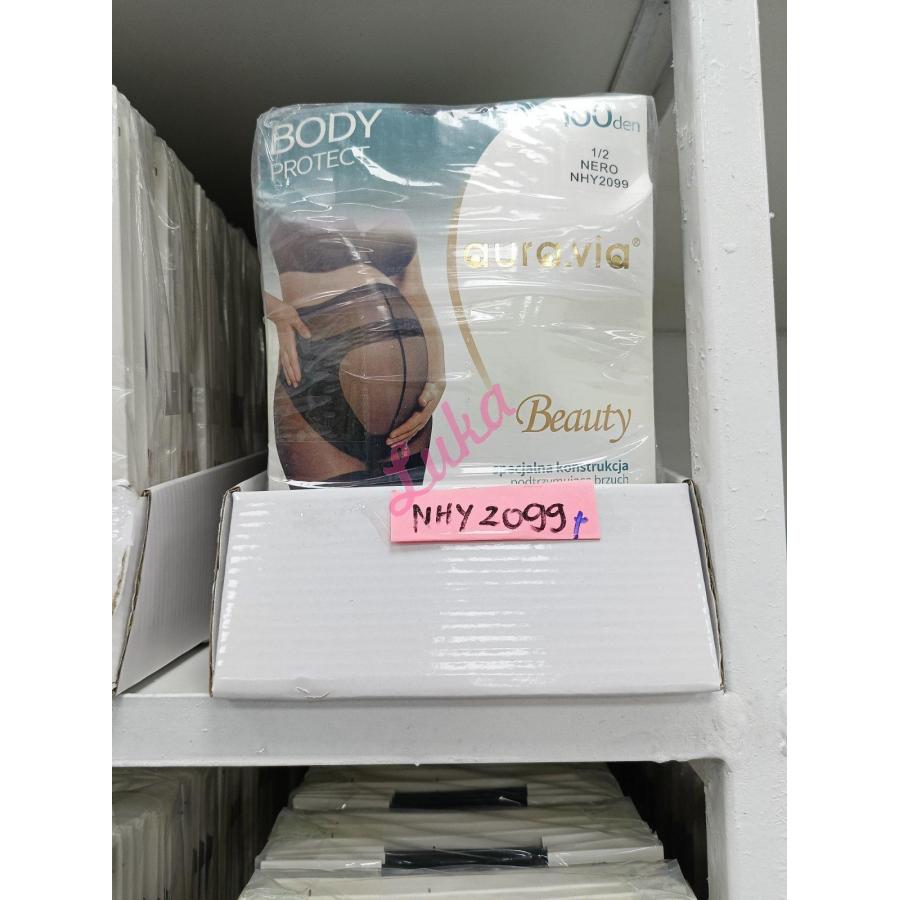 BODY
PROTECT
100den
1/2
NERO
NHY2099
aura.via®
Beauty
specjalna konstrukcja
podtrzymująca brzuch
Luka
NHY2099